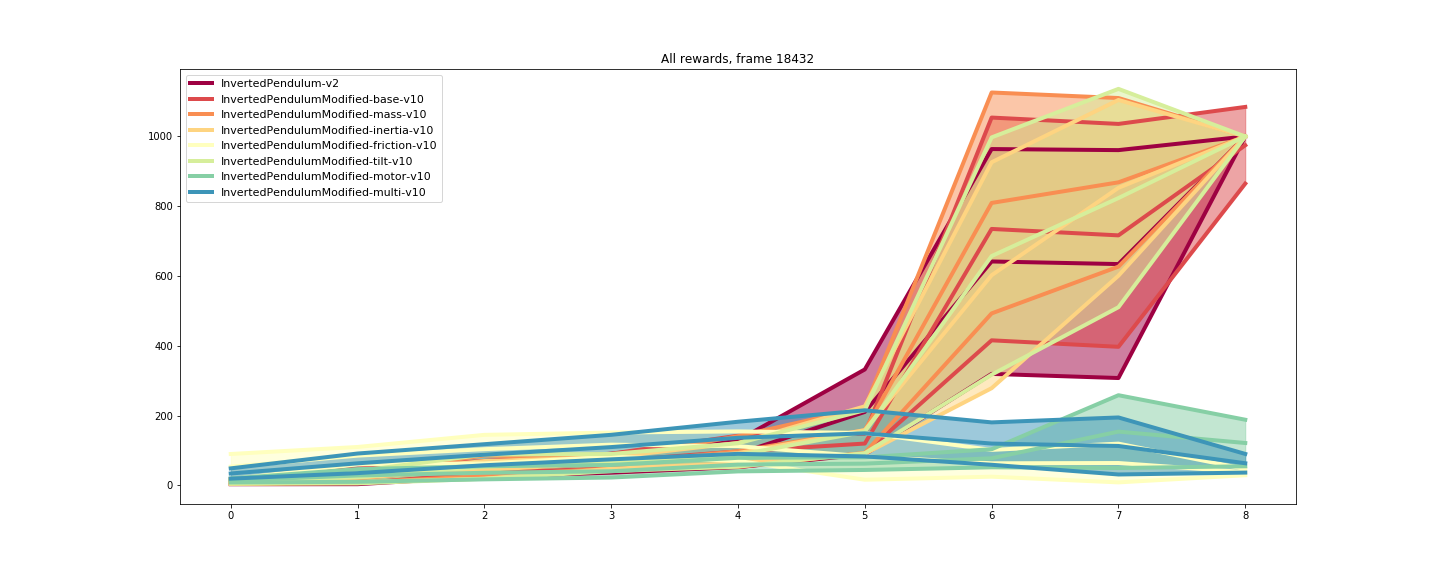 All rewards, frame 18432
InvertedPendulum-v2
InvertedPendulumModified-base-v10
InvertedPendulumModified-mass-v10
InvertedPendulumModified-inertia-v10
InvertedPendulumModified-friction-v10
InvertedPendulumModified-tilt-v10
InvertedPendulumModified-motor-v10
InvertedPendulumModified-multi-v10
1000
800
600
400
200
0
0 1 2 3 4 5 6 7 8